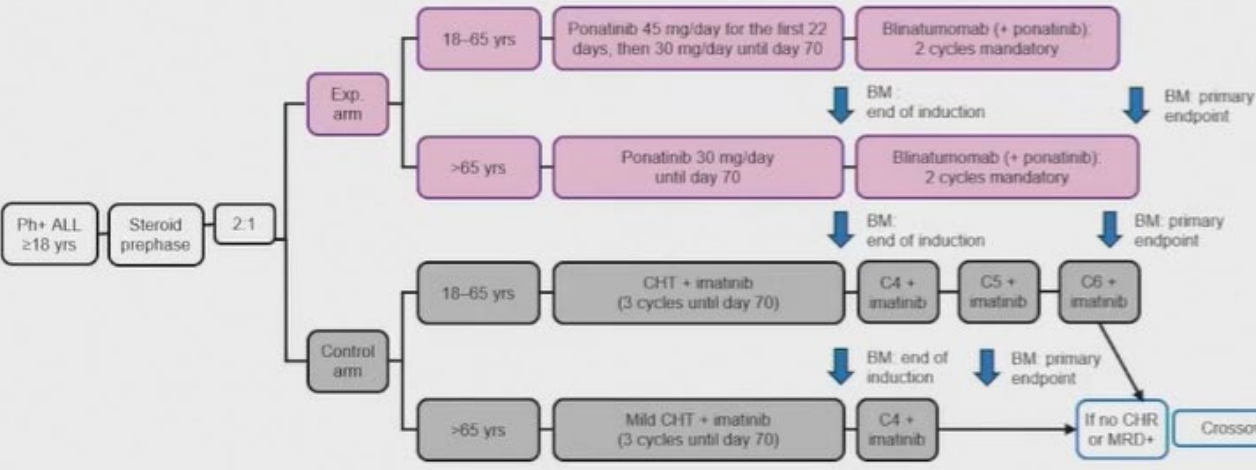 18–65 yrs
Ponatinib 45 mg/day for the first 22
days, then 30 mg/day until day 70
Blinatumomab (+ ponatinib):
2 cycles mandatory
Exp.
arm
BM :
end of induction
BM: primary
endpoint
>65 yrs
Ponatinib 30 mg/day
until day 70
Blinatumomab (+ ponatinib):
2 cycles mandatory
Ph+ ALL
≥18 yrs
Steroid
prephase
2:1
BM:
end of induction
BM: primary
endpoint
18–65 yrs
CHT + imatinib
(3 cycles until day 70)
C4 +
imatinib
C5 +
imatinib
C6 +
imatinib
Control
arm
BM: end of
induction
BM: primary
endpoint
>65 yrs
Mild CHT + imatinib
(3 cycles until day 70)
C4 +
imatinib
If no CHR
or MRD+